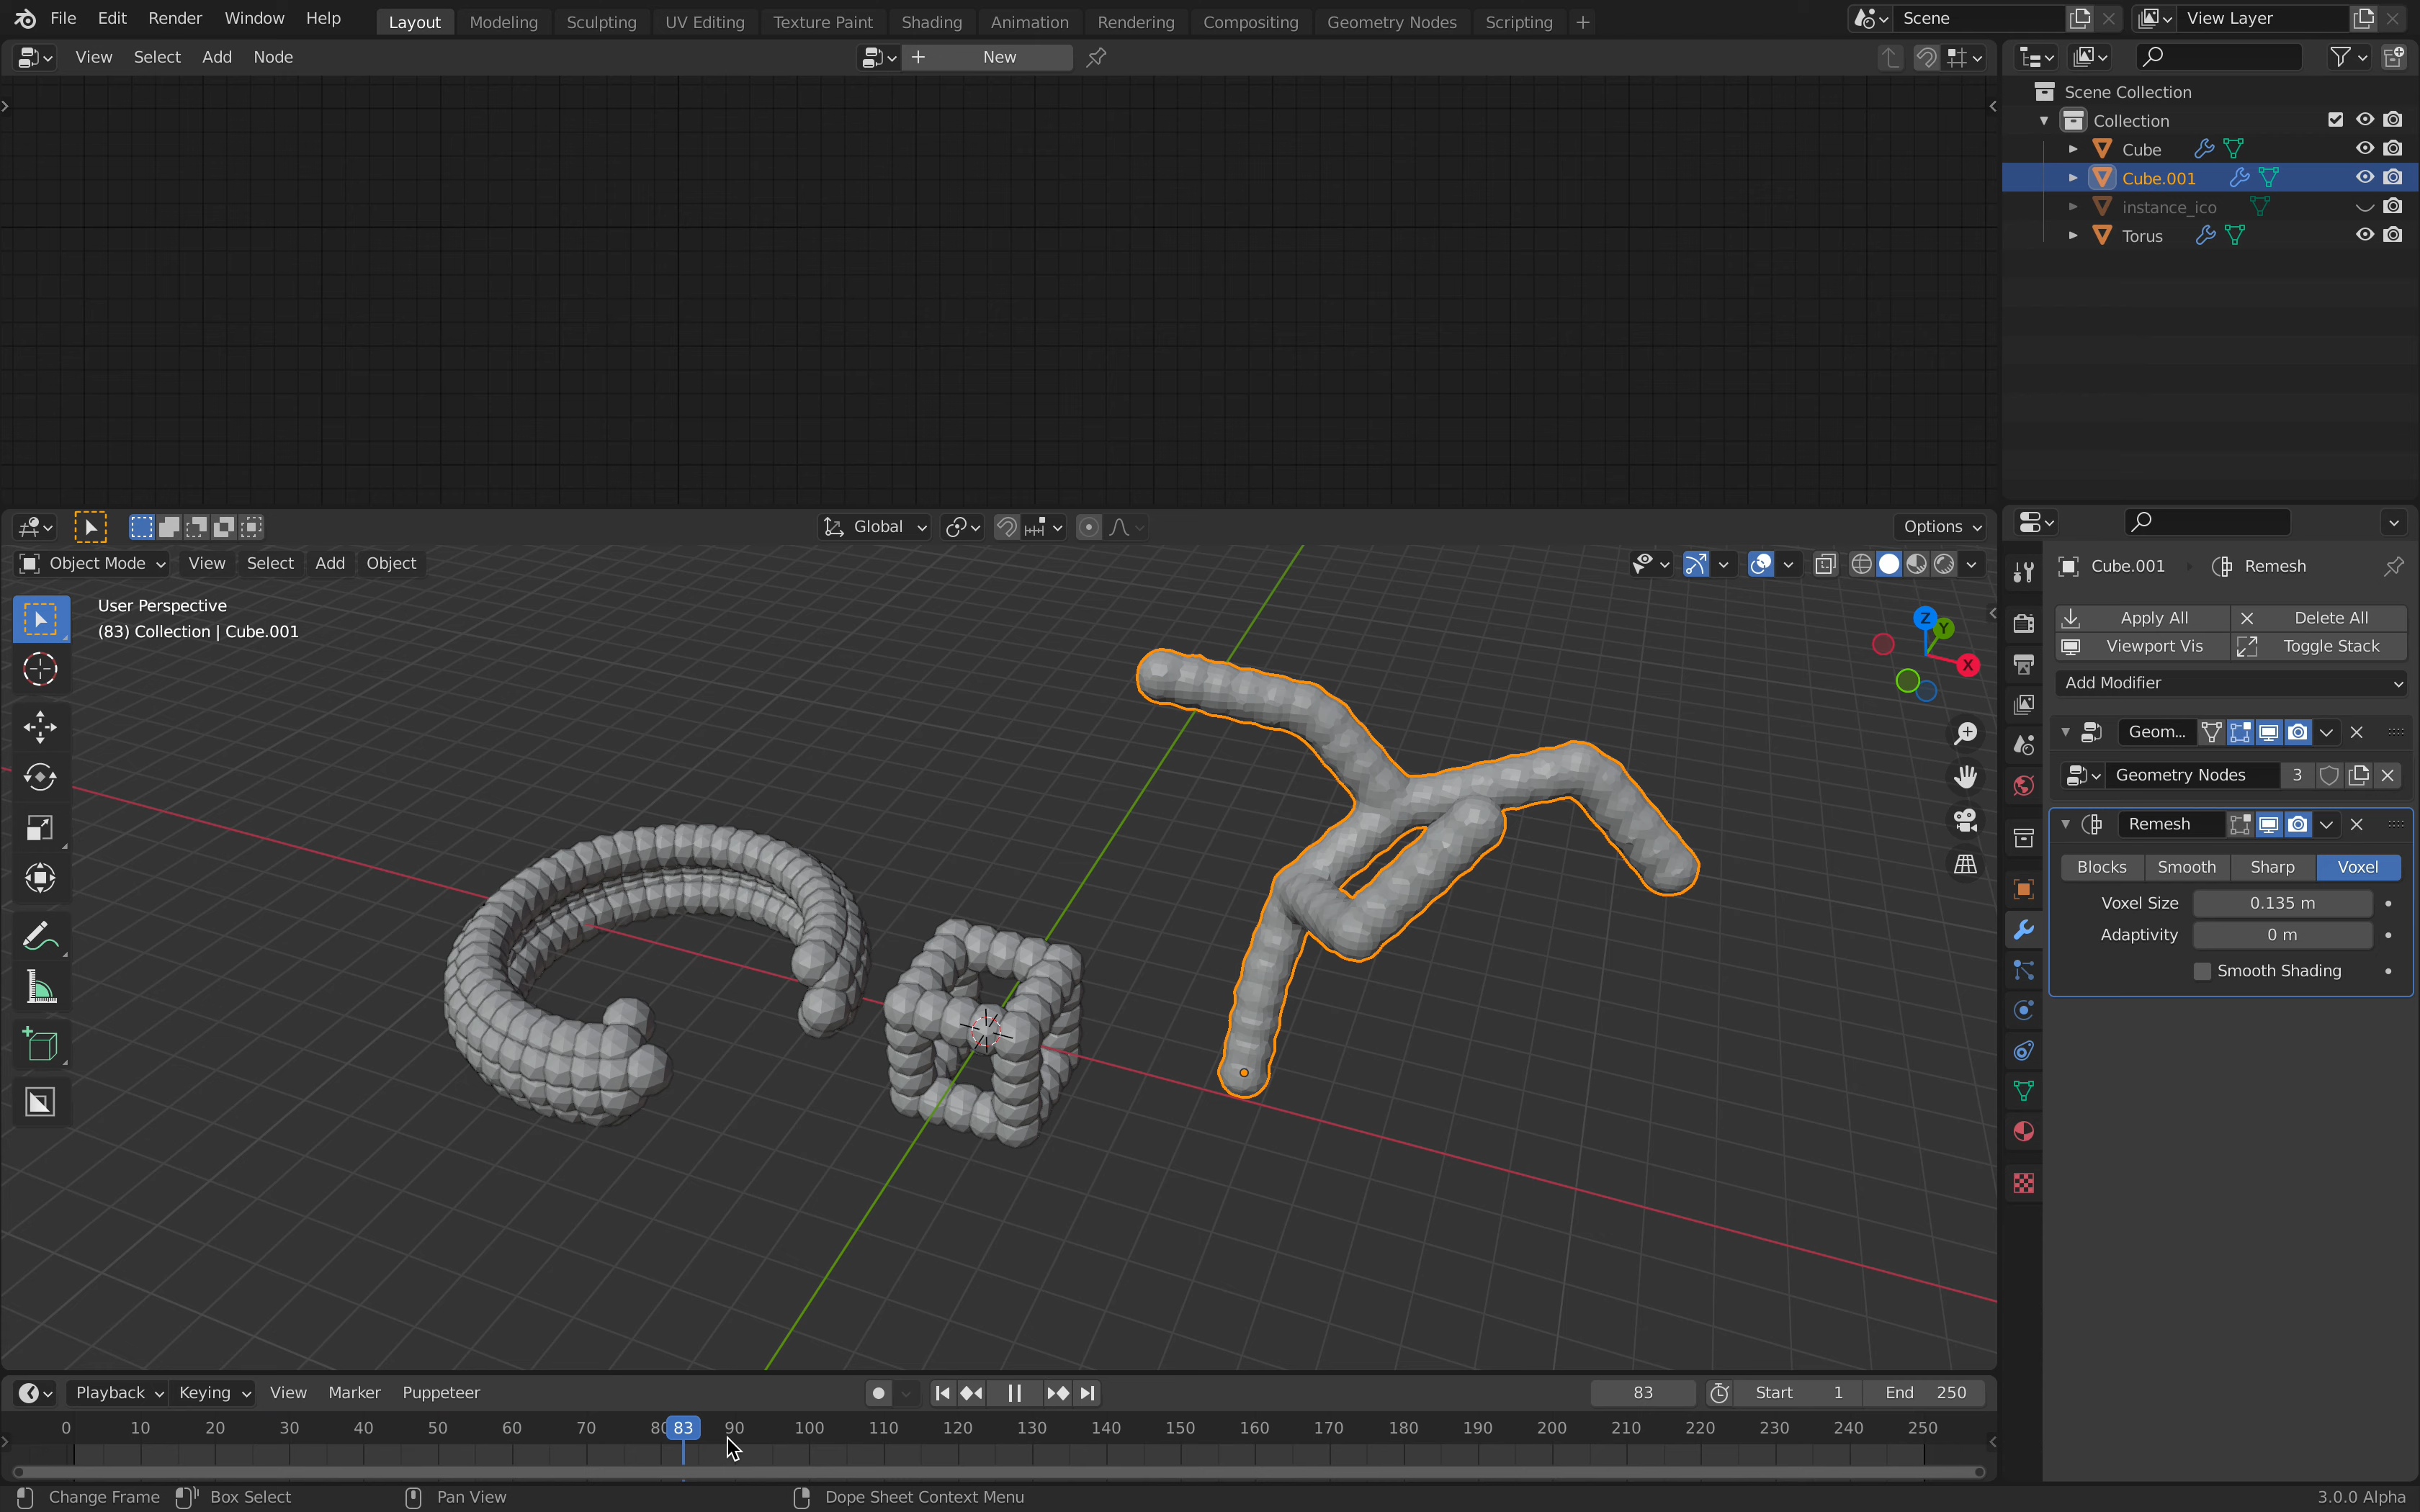 File Edit Render Window Help Layout Modeling Sculpting UV Editing Texture Paint Shading Animation Rendering Compositing Geometry Nodes Scripting + Scene View Layer
View Select Add Node + New
Scene Collection
Collection
Cube
Cube.001
instance_ico
Torus
Global Options
Object Mode View Select Add Object
User Perspective
(83) Collection | Cube.001
Z
Y
X
Cube.001 Remesh
Apply All Delete All
Viewport Vis Toggle Stack
Add Modifier
Geom...
Geometry Nodes 3
Remesh
Blocks Smooth Sharp Voxel
Voxel Size 0.135 m
Adaptivity 0 m
Smooth Shading
Playback Keying View Marker Puppeteer 83 Start 1 End 250
0 10 20 30 40 50 60 70 80 83 90 100 110 120 130 140 150 160 170 180 190 200 210 220 230 240 250
Change Frame Box Select Pan View Dope Sheet Context Menu 3.0.0 Alpha